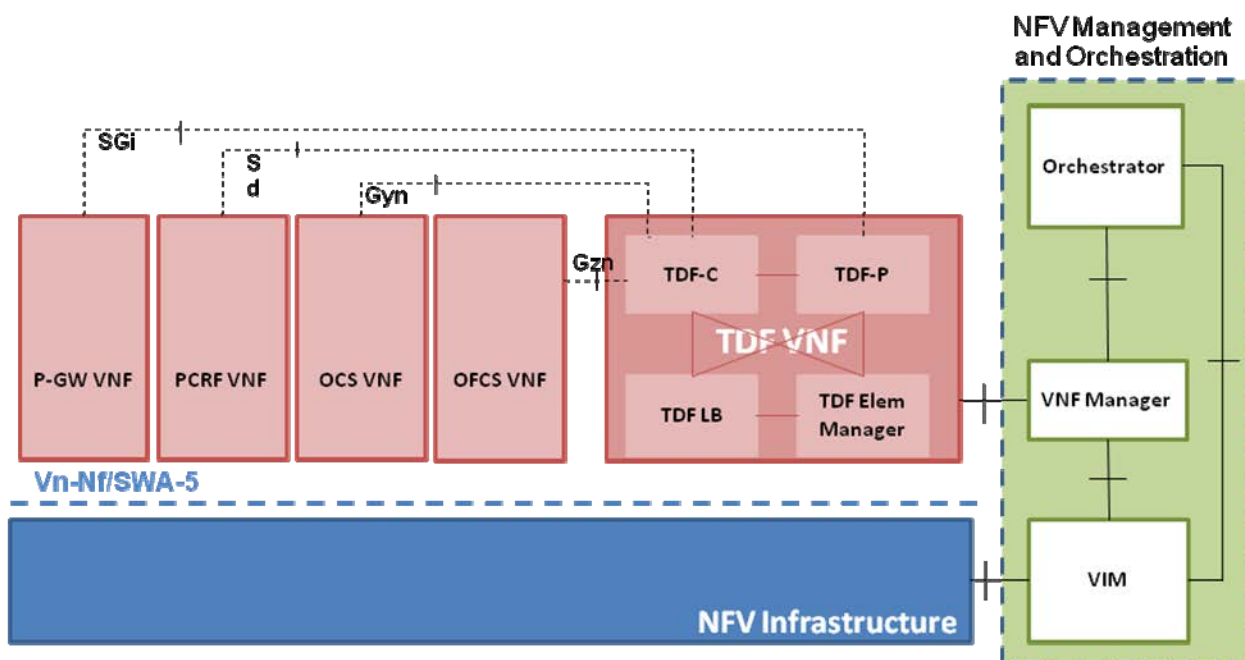 NFV Management
and Orchestration
SGi
S
d
Gyn
Gzn
Orchestrator
TDF-C
TDF-P
TDF VNF
P-GW VNF
PCRF VNF
OCS VNF
OFCS VNF
TDF LB
TDF Elem
Manager
VNF Manager
Vn-Nf/SWA-5
VIM
NFV Infrastructure